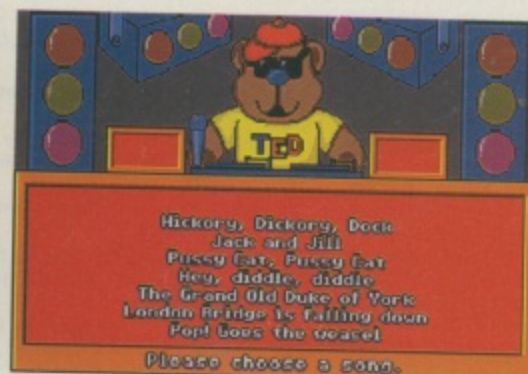 TED
Hickory, Dickory, Dock
Jack and Jill
Pussy Cat, Pussy Cat
Hey, diddle, diddle
The Grand Old Duke of York
London Bridge is falling down
Pop! Goes the weasel
Please choose a song.